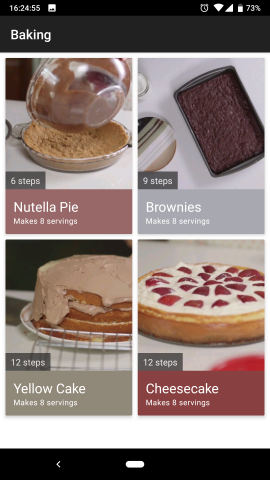 16:24:55
73%
Baking
6 steps
Nutella Pie
Makes 8 servings
9 steps
Brownies
Makes 8 servings
12 steps
Yellow Cake
Makes 8 servings
12 steps
Cheesecake
Makes 8 servings